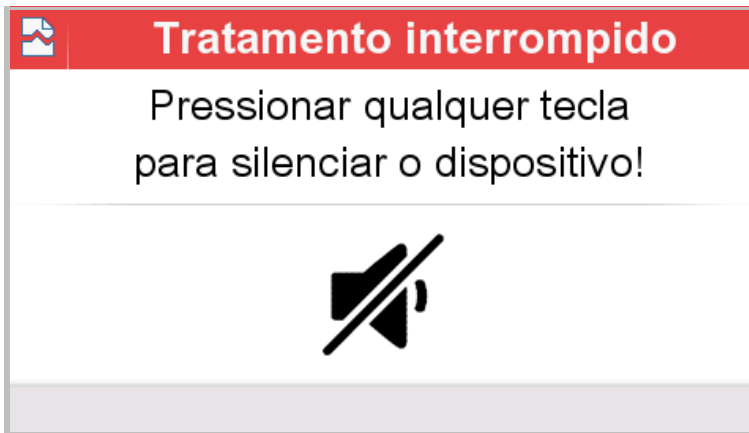 Tratamento interrompido
Pressionar qualquer tecla
para silenciar o dispositivo!